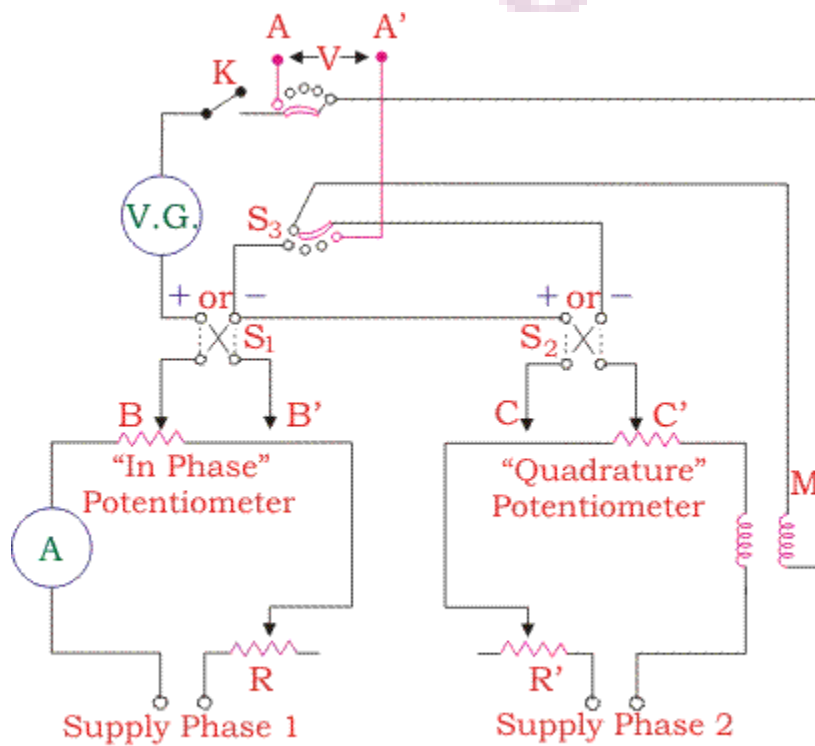 A V A’
K
V.G.
S3
+ or −
+ or −
S1
S2
B B’
C C’
“In Phase”
Potentiometer
“Quadrature”
Potentiometer
M
A
R
R’
Supply Phase 1
Supply Phase 2